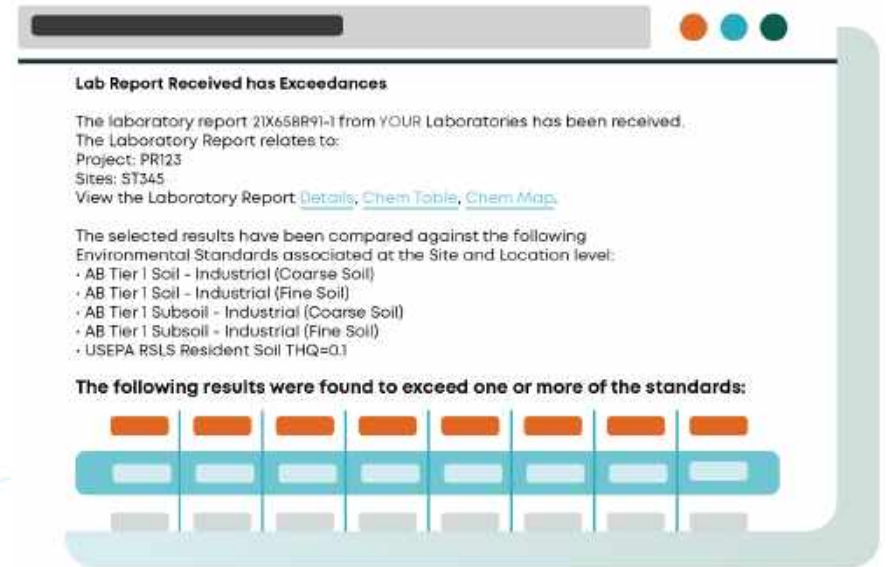 Lab Report Received has Exceedances
The laboratory report 21X658R91-1 from YOUR Laboratories has been received.
The Laboratory Report relates to:
Project: PR123
Sites: ST345
View the Laboratory Report Details, Chem Table, Chem Map.
The selected results have been compared against the following
Environmental Standards associated at the Site and Location level:
· AB Tier 1 Soil - Industrial (Coarse Soil)
· AB Tier 1 Soil - Industrial (Fine Soil)
· AB Tier 1 Subsoil - Industrial (Coarse Soil)
· AB Tier 1 Subsoil - Industrial (Fine Soil)
· USEPA RSLS Resident Soil THQ=0.1
The following results were found to exceed one or more of the standards: